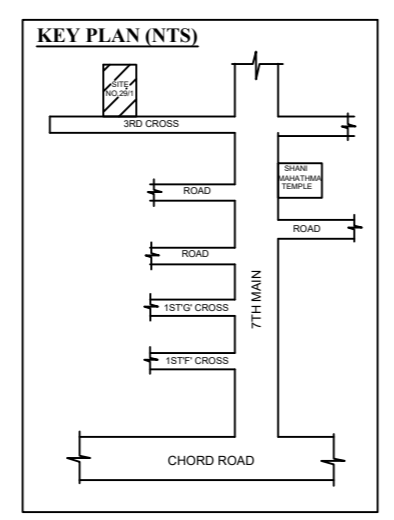 KEY PLAN (NTS)
SITE
NO.29/1
3RD CROSS
SHANI
MAHATHMA
TEMPLE
ROAD
ROAD
ROAD
7TH MAIN
1ST'G' CROSS
1ST'F' CROSS
CHORD ROAD